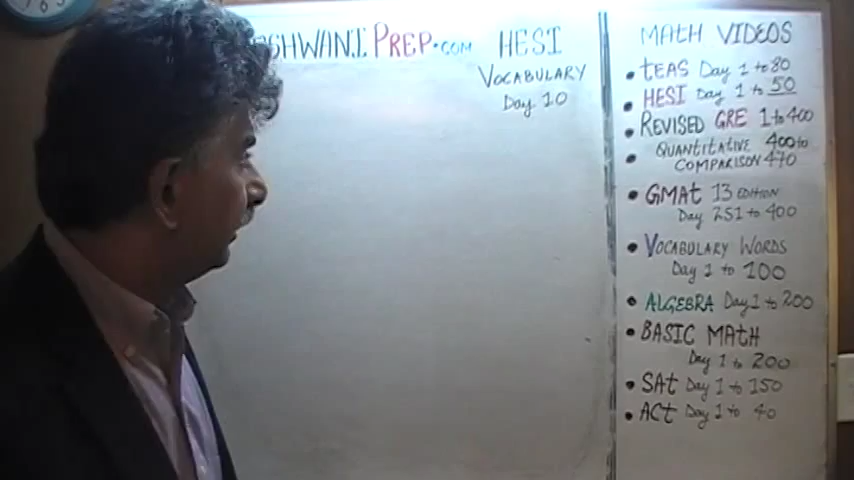 SHWANI PREP.COM HESI
VOCABULARY
Day 10
MATH VIDEOS
• TEAS Day 1 to 80
• HESI Day 1 to 50
• REVISED GRE 1 to 400
• QUANTITATIVE 400 to
COMPARISON 470
• GMAT 13 EDITION
Day 251 to 400
• VOCABULARY WORDS
Day 1 to 100
• ALGEBRA Day 1 to 200
• BASIC MATH
Day 1 to 200
• SAT Day 1 to 150
• ACT Day 1 to 40